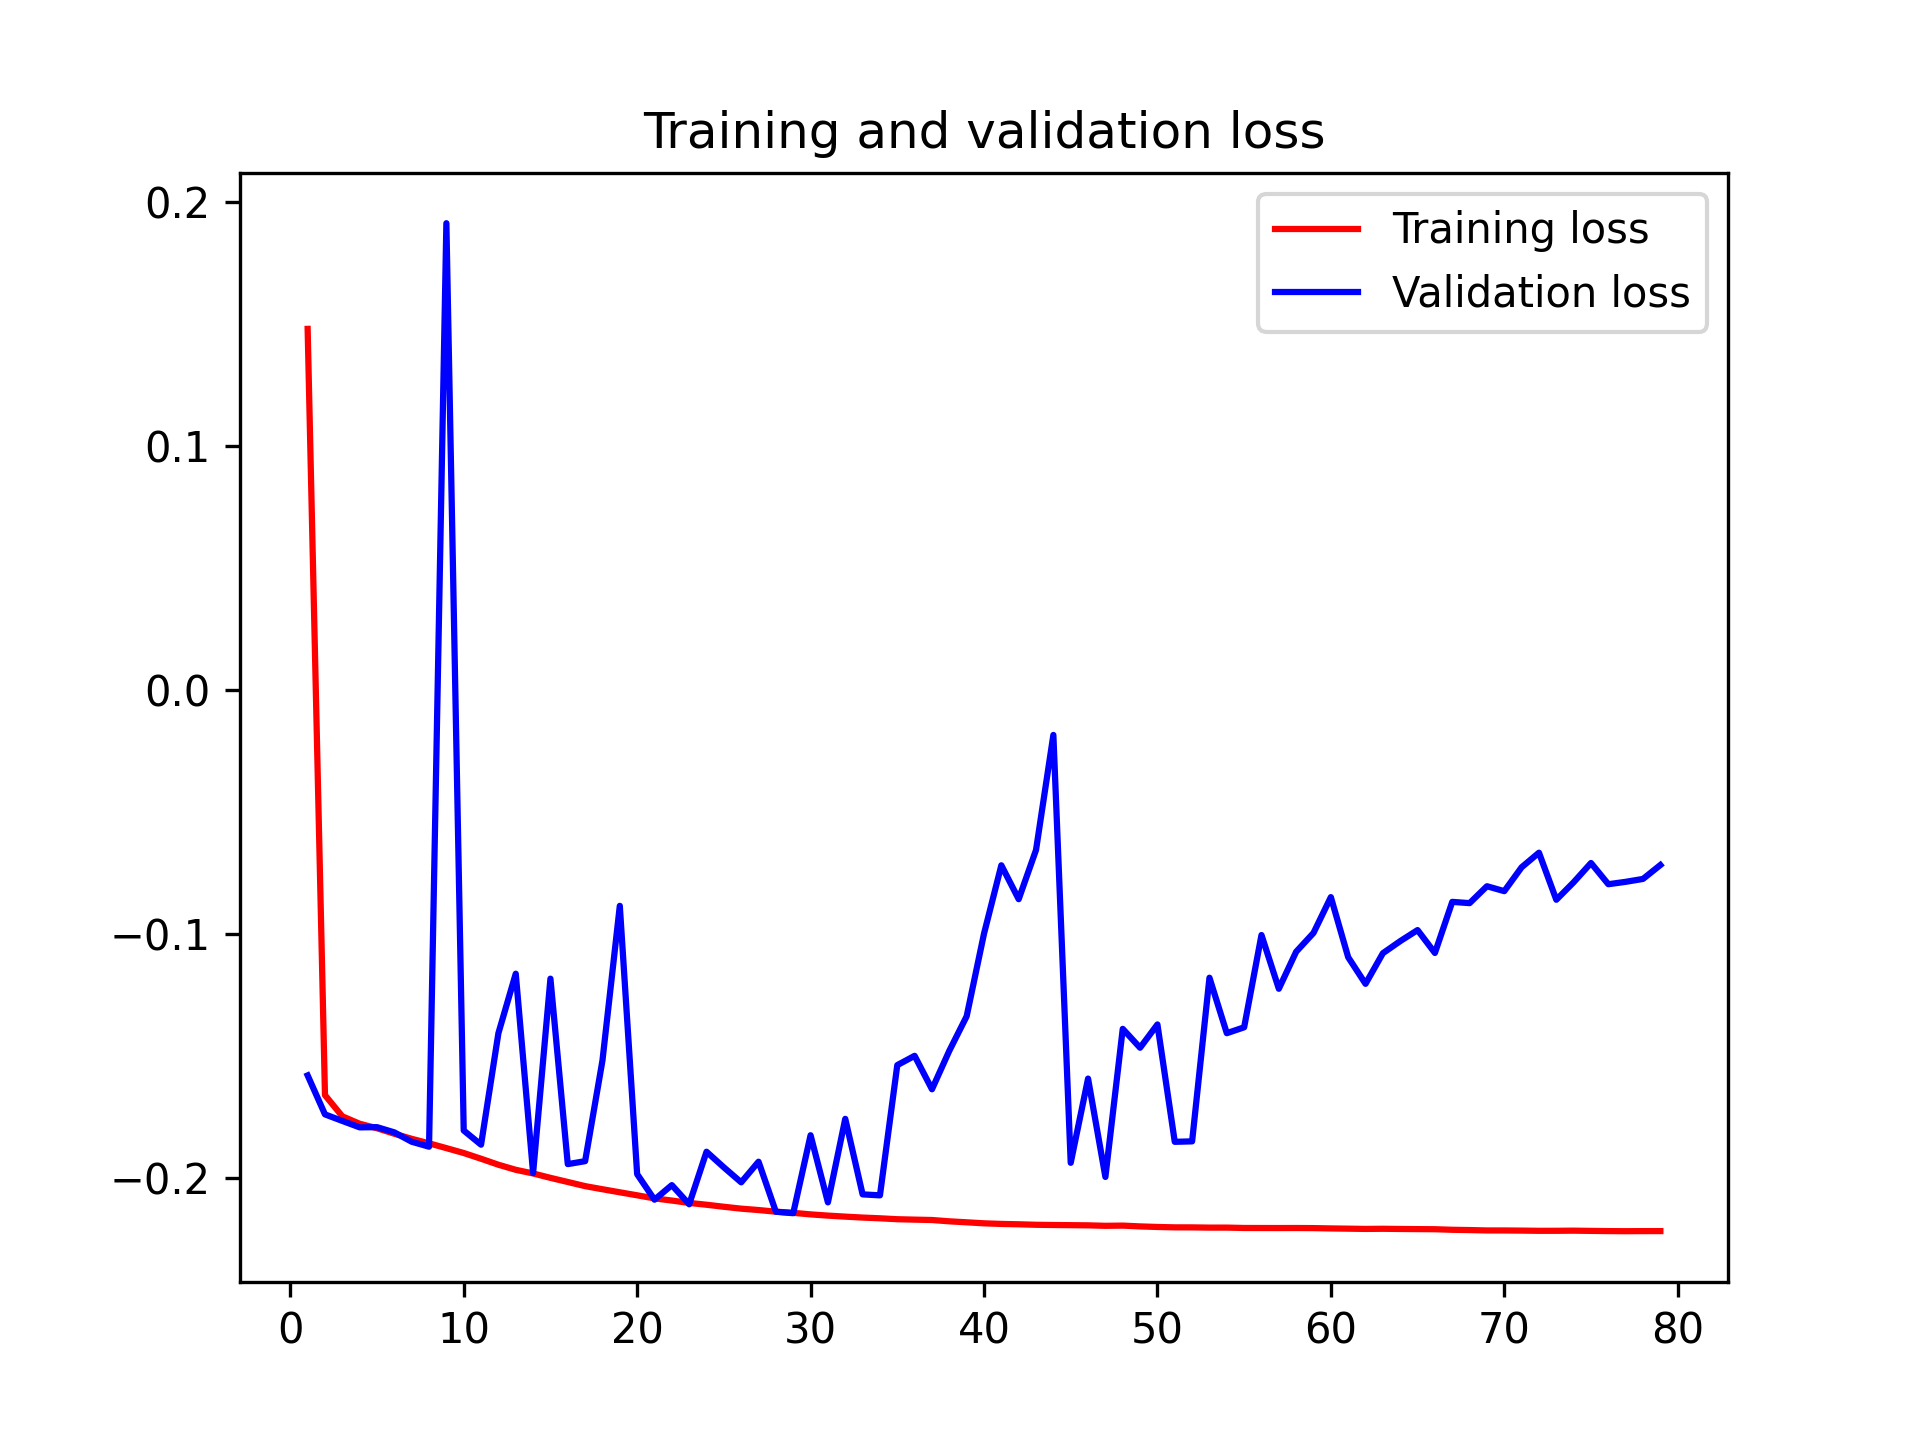 Training and validation loss
Training loss
Validation loss
0.2
0.1
0.0
−0.1
−0.2
0 10 20 30 40 50 60 70 80